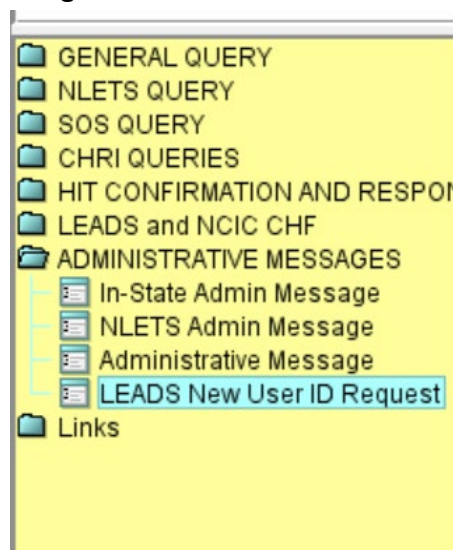 GENERAL QUERY
NLETS QUERY
SOS QUERY
CHRI QUERIES
HIT CONFIRMATION AND
LEADS and NCIC CHF
ADMINISTRATIVE MESSAGES
In-State Admin Message
NLETS Admin Message
Administrative Message
LEADS New User ID Request
Links